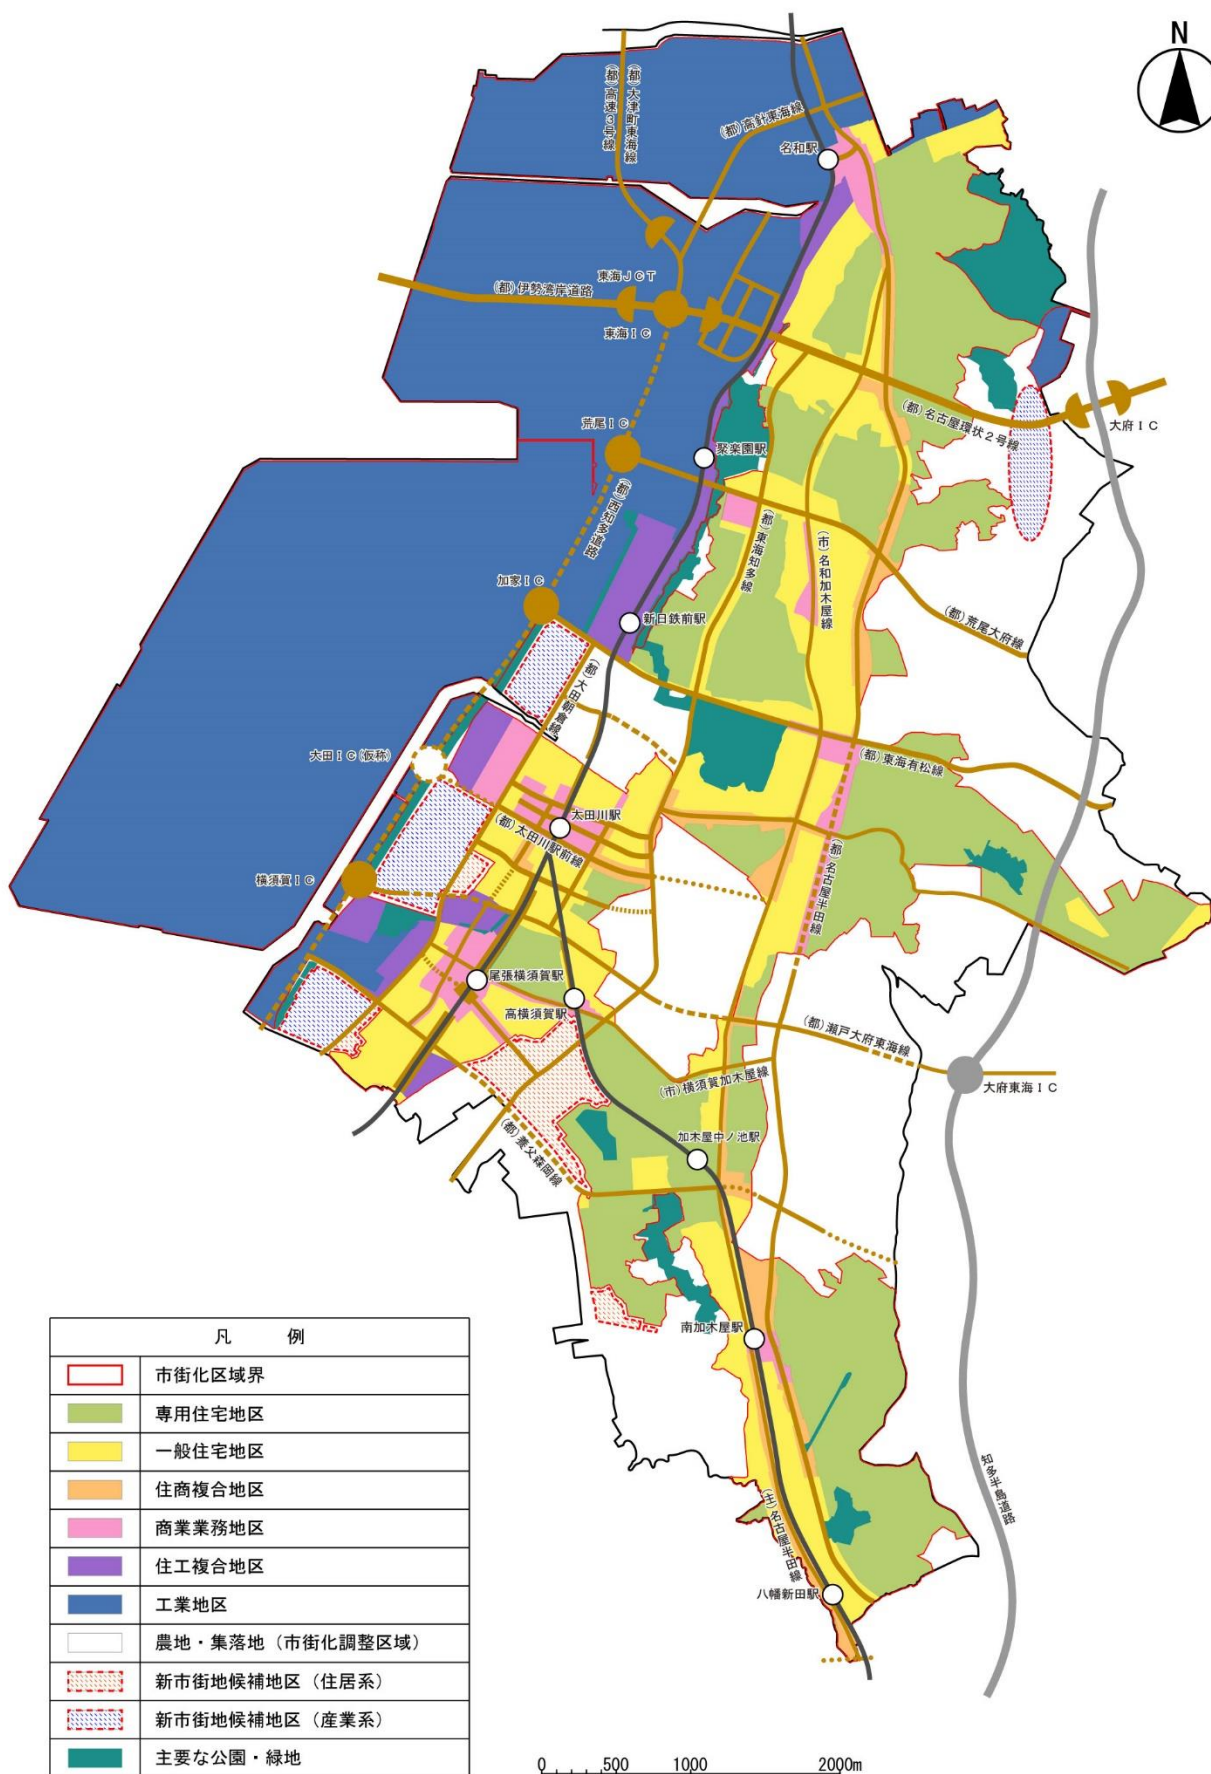 N
(都)高速3号線
(都)大津町東海線
(都)高針東海線
名和駅
東海JCT
(都)伊勢湾岸道路
東海IC
(都)名古屋環状2号線
大府IC
荒尾IC
聚楽園駅
(都)西知多道路
(都)東海知多線
(市)名和加木屋線
加家IC
新日鉄前駅
(都)荒尾大府線
(都)大田朝倉線
大田IC(仮称)
(都)東海有松線
太田川駅
(都)太田川駅前線
(都)名古屋半田線
横須賀IC
尾張横須賀駅
高横須賀駅
(都)瀬戸大府東海線
大府東海IC
(市)横須賀加木屋線
(都)養父森岡線
加木屋中ノ池駅
南加木屋駅
知多半島道路
(主)名古屋半田線
八幡新田駅
凡 例
市街化区域界
専用住宅地区
一般住宅地区
住商複合地区
商業業務地区
住工複合地区
工業地区
農地・集落地(市街化調整区域)
新市街地候補地区(住居系)
新市街地候補地区(産業系)
主要な公園・緑地
0 500 1000 2000m